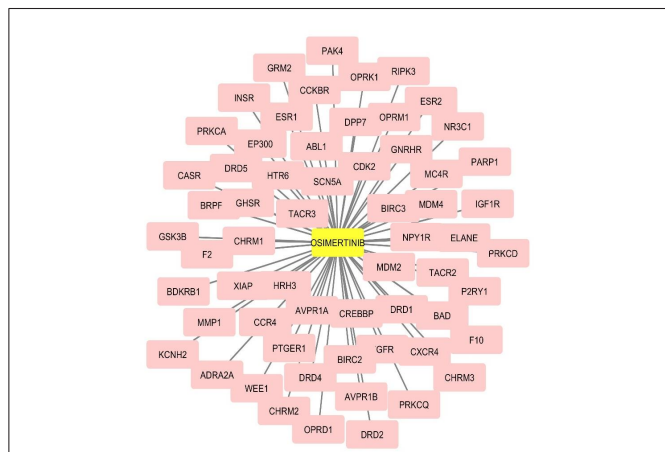 PAK4
GRM2
OPRK1
RIPK3
CCKBR
INSR
ESR2
ESR1
DPP7
OPRM1
NR3C1
PRKCA
EP300
ABL1
GNRHR
PARP1
CASR
DRD5
HTR6
SCN5A
CDK2
MC4R
BRPF
GHSR
TACR3
BIRC3
MDM4
IGF1R
GSK3B
F2
CHRM1
OSIMERTINIB
NPY1R
ELANE
PRKCD
MDM2
TACR2
BDKRB1
XIAP
HRH3
P2RY1
MMP1
CCR4
AVPR1A
CREBBP
DRD1
BAD
F10
KCNH2
PTGER1
BIRC2
GFR
CXCR4
ADRA2A
WEE1
DRD4
CHRM3
CHRM2
AVPR1B
PRKCQ
OPRD1
DRD2